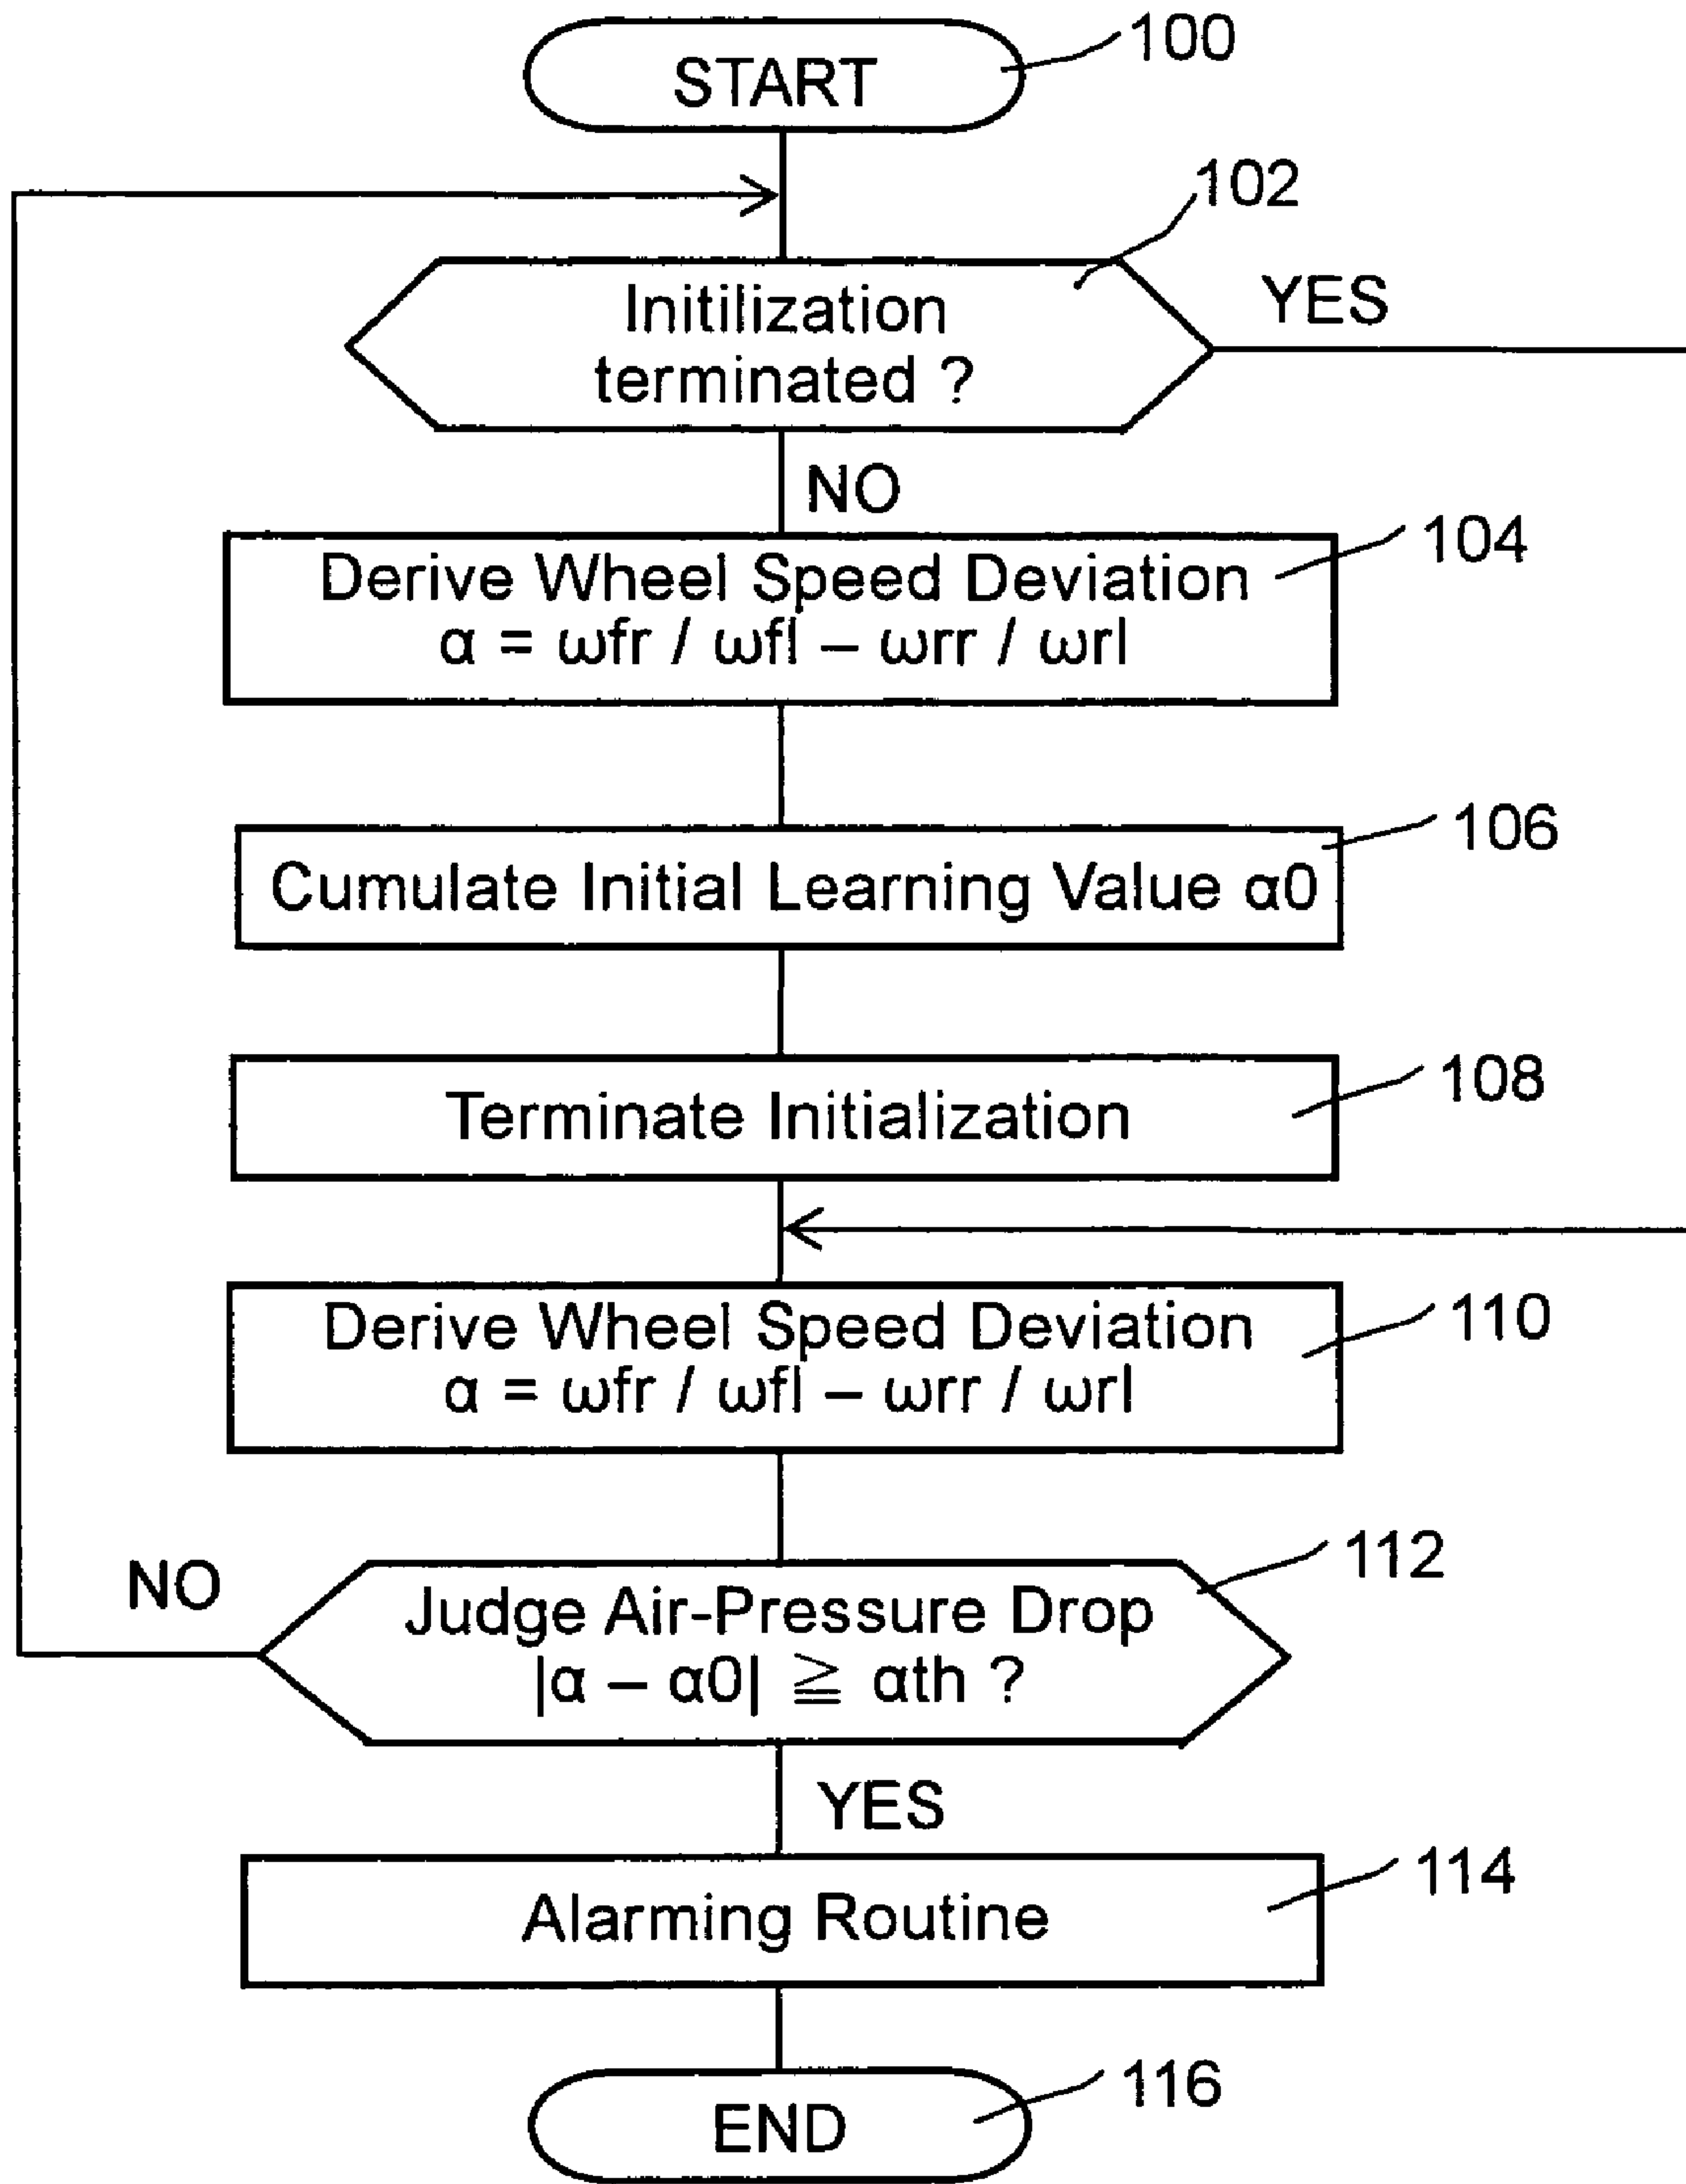 START
100
102
Initilization
terminated ?
YES
NO
104
Derive Wheel Speed Deviation
α = ωfr / ωfl – ωrr / ωrl
106
Cumulate Initial Learning Value α0
108
Terminate Initialization
110
Derive Wheel Speed Deviation
α = ωfr / ωfl – ωrr / ωrl
112
NO
Judge Air-Pressure Drop
|α – α0| ≧ αth ?
YES
114
Alarming Routine
116
END